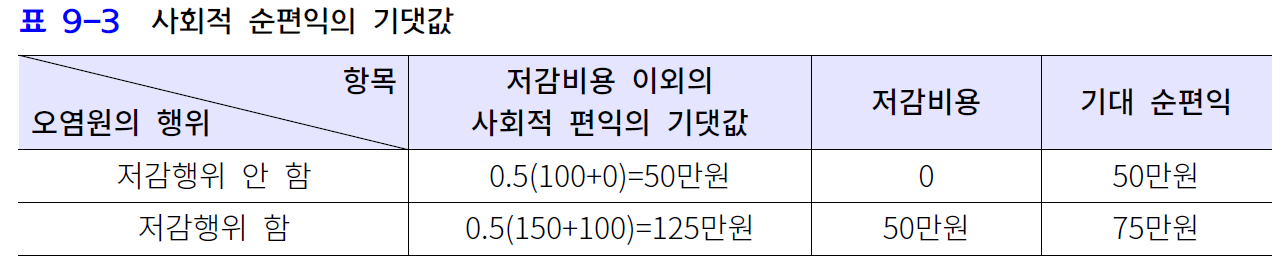 표 9-3 사회적 순편익의 기댓값
항목
오염원의 행위
저감비용 이외의
사회적 편익의 기댓값
저감비용
기대 순편익
저감행위 안 함 0.5(100+0)=50만원 0 50만원
저감행위 함 0.5(150+100)=125만원 50만원 75만원